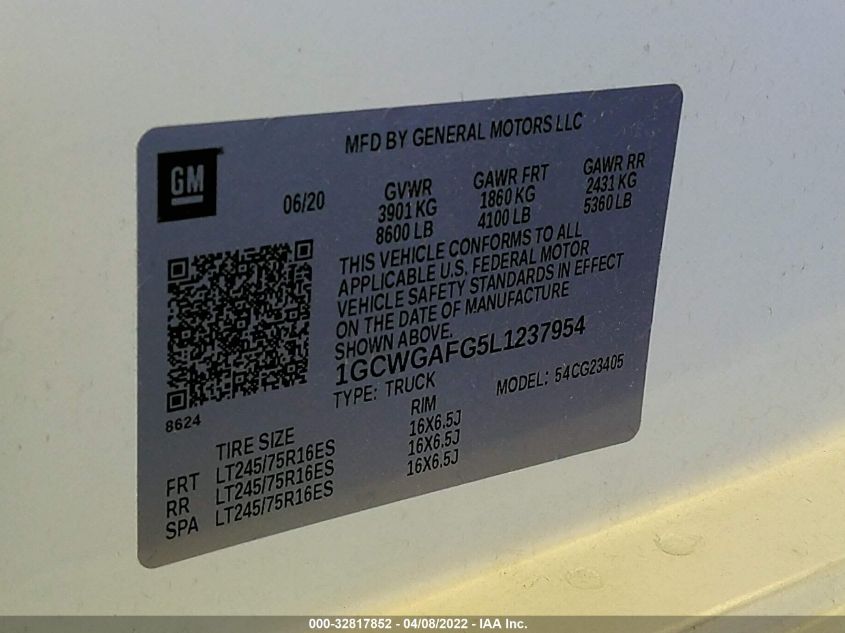 MFD BY GENERAL MOTORS LLC
GM
06/20
GVWR
3901 KG
8600 LB
GAWR FRT
1860 KG
4100 LB
GAWR RR
2431 KG
5360 LB
THIS VEHICLE CONFORMS TO ALL
APPLICABLE U.S. FEDERAL MOTOR
VEHICLE SAFETY STANDARDS IN EFFECT
ON THE DATE OF MANUFACTURE
SHOWN ABOVE.
1GCWGAFG5L1237954
TYPE: TRUCK
MODEL: 54CG23405
8624
TIRE SIZE RIM
FRT LT245/75R16ES 16X6.5J
RR LT245/75R16ES 16X6.5J
SPA LT245/75R16ES 16X6.5J
000-32817852 - 04/08/2022 - IAA Inc.